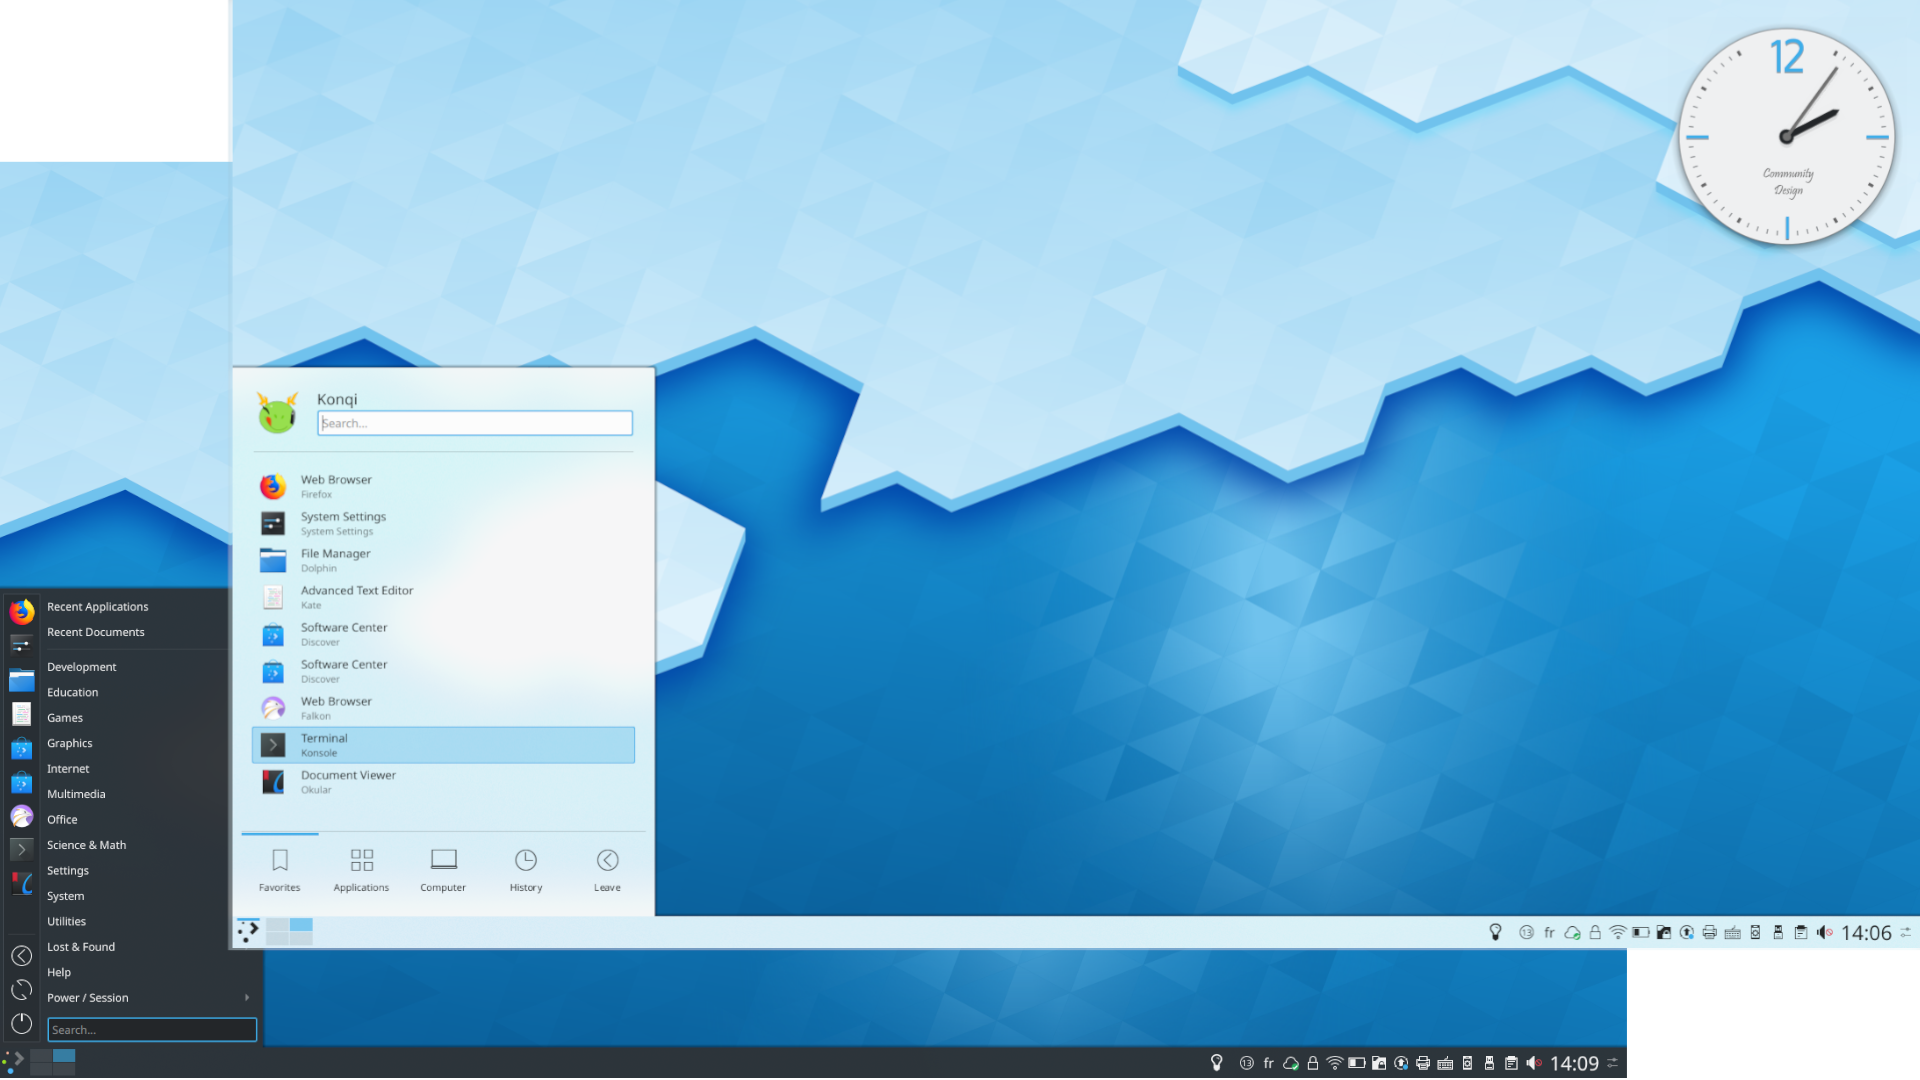 12
Community
Design
Konqi
Search...
Web Browser
Firefox
System Settings
System Settings
File Manager
Dolphin
Advanced Text Editor
Kate
Software Center
Discover
Software Center
Discover
Web Browser
Falkon
Terminal
Konsole
Document Viewer
Okular
Favorites
Applications
Computer
History
Leave
13
fr
14:06
Recent Applications
Recent Documents
Development
Education
Games
Graphics
Internet
Multimedia
Office
Science & Math
Settings
System
Utilities
Lost & Found
Help
Power / Session
Search...
13
fr
14:09